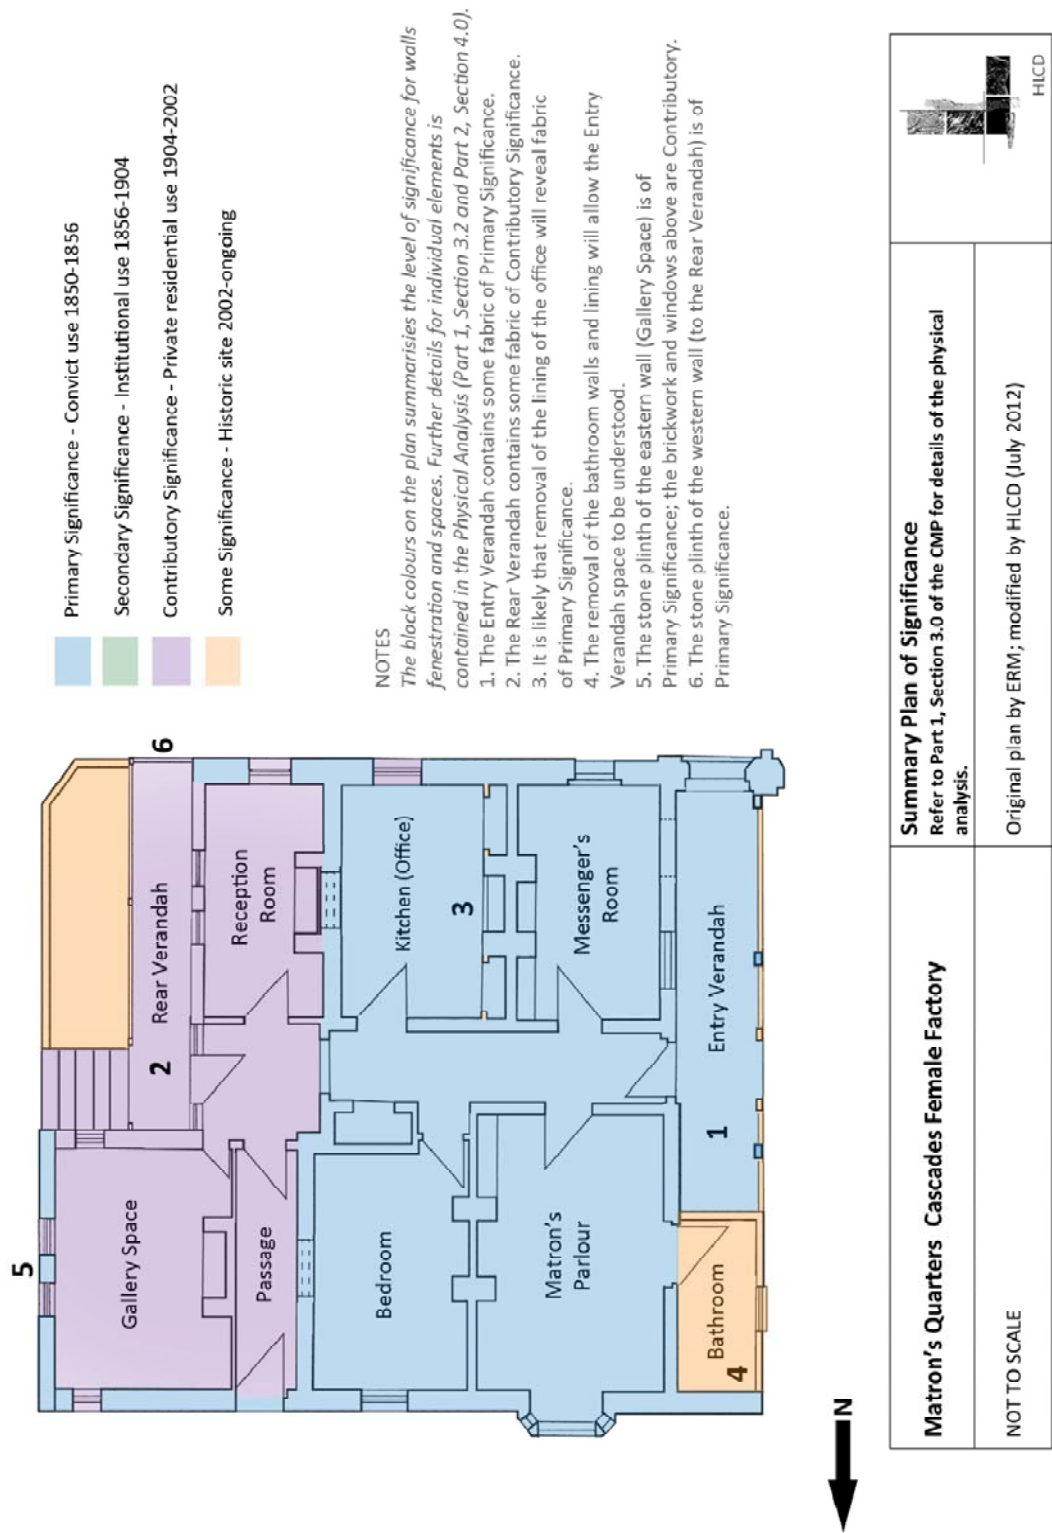 Primary Significance - Convict use 1850-1856
Secondary Significance - Institutional use 1856-1904
Contributory Significance - Private residential use 1904-2002
Some Significance - Historic site 2002-ongoing
NOTES
The block colours on the plan summarisies the level of significance for walls
fenestration and spaces. Further details for individual elements is
contained in the Physical Analysis (Part 1, Section 3.2 and Part 2, Section 4.0).
1. The Entry Verandah contains some fabric of Primary Significance.
2. The Rear Verandah contains some fabric of Contributory Significance.
3. It is likely that removal of the lining of the office will reveal fabric
of Primary Significance.
4. The removal of the bathroom walls and lining will allow the Entry
Verandah space to be understood.
5. The stone plinth of the eastern wall (Gallery Space) is of
Primary Significance; the brickwork and windows above are Contributory.
6. The stone plinth of the western wall (to the Rear Verandah) is of
Primary Significance.
5
Gallery Space
2
Rear Verandah
6
Passage
Reception
Room
Bedroom
Kitchen (Office)
3
Matron's
Parlour
Messenger's
Room
4
Bathroom
1
Entry Verandah
N
Matron's Quarters Cascades Female Factory
NOT TO SCALE
Summary Plan of Significance
Refer to Part 1, Section 3.0 of the CMP for details of the physical
analysis.
Original plan by ERM; modified by HLCD (July 2012)
HLCD